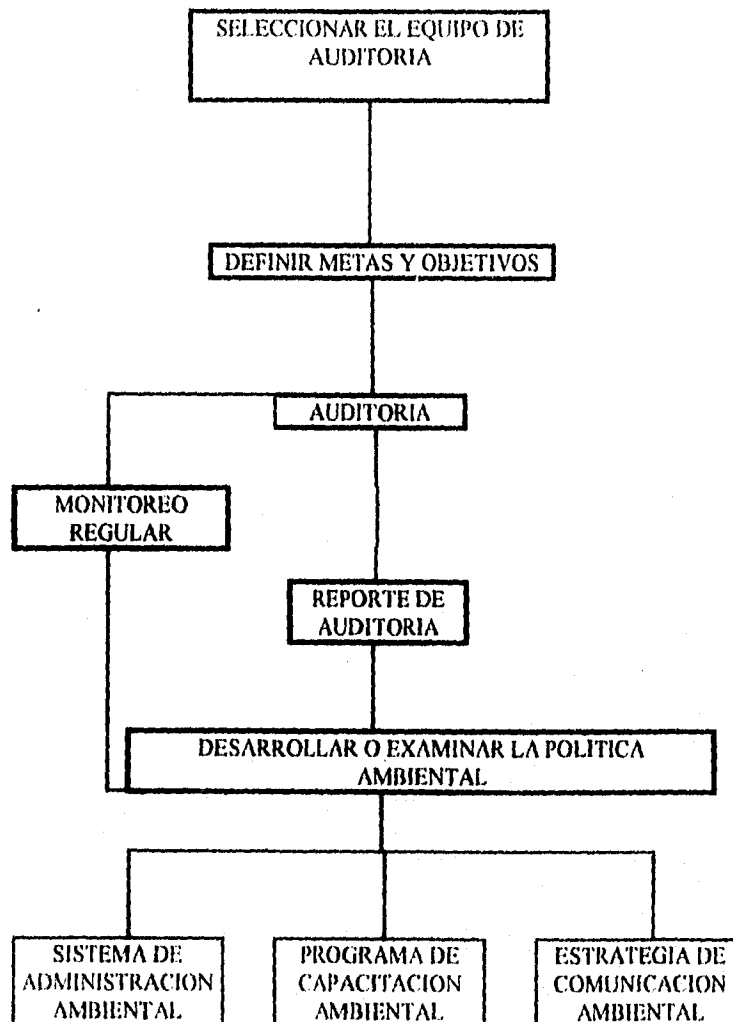 SELECCIONAR EL EQUIPO DE
AUDITORIA
DEFINIR METAS Y OBJETIVOS
AUDITORIA
MONITOREO
REGULAR
REPORTE DE
AUDITORIA
DESARROLLAR O EXAMINAR LA POLITICA
AMBIENTAL
SISTEMA DE
ADMINISTRACION
AMBIENTAL
PROGRAMA DE
CAPACITACION
AMBIENTAL
ESTRATEGIA DE
COMUNICACION
AMBIENTAL